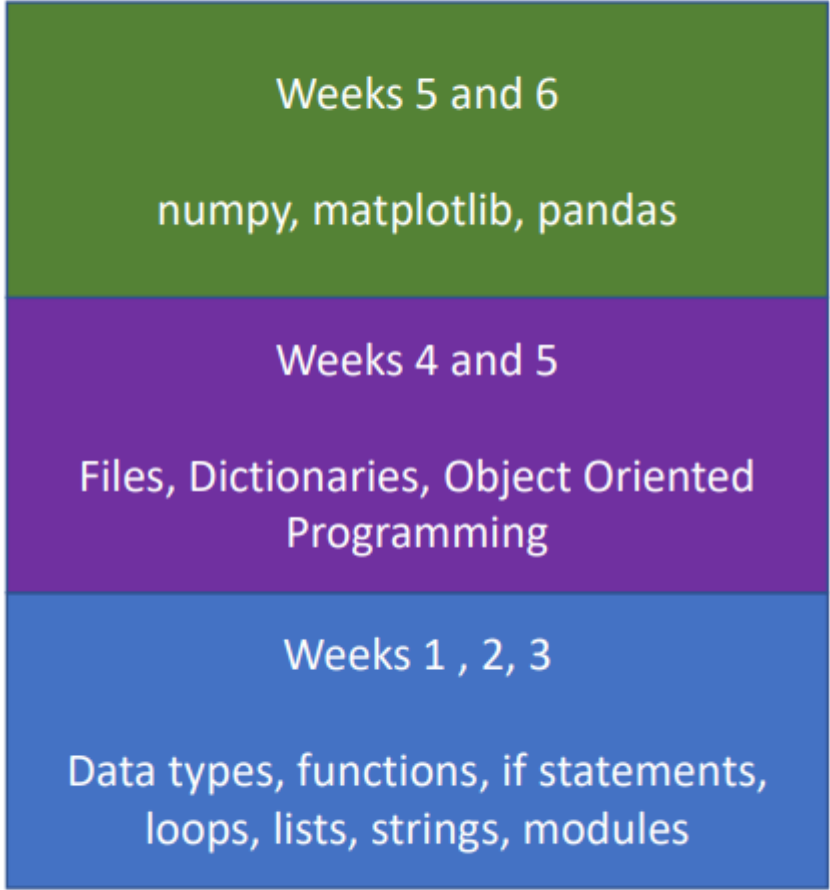 Weeks 5 and 6
numpy, matplotlib, pandas
Weeks 4 and 5
Files, Dictionaries, Object Oriented
Programming
Weeks 1 , 2, 3
Data types, functions, if statements,
loops, lists, strings, modules